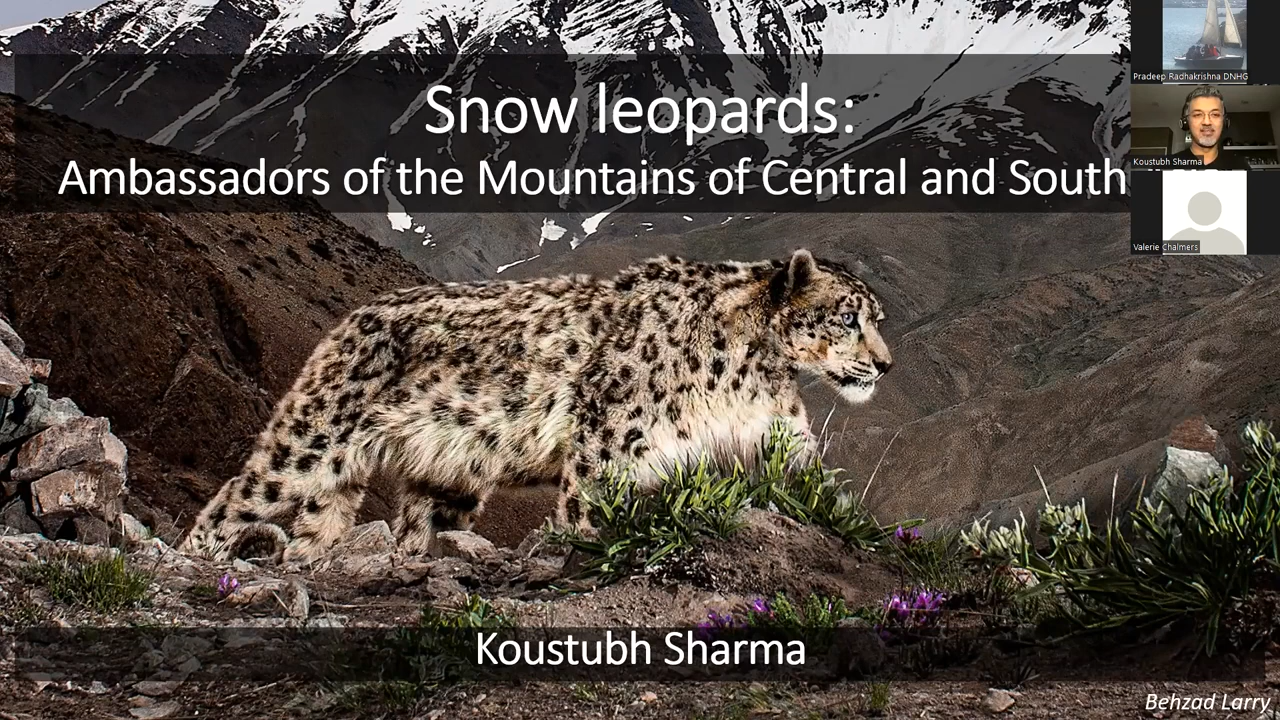 Snow leopards:
Ambassadors of the Mountains of Central and South
Pradeep Radhakrishna DNHG
Koustubh Sharma
Valerie Chalmers
Koustubh Sharma
Behzad Larry